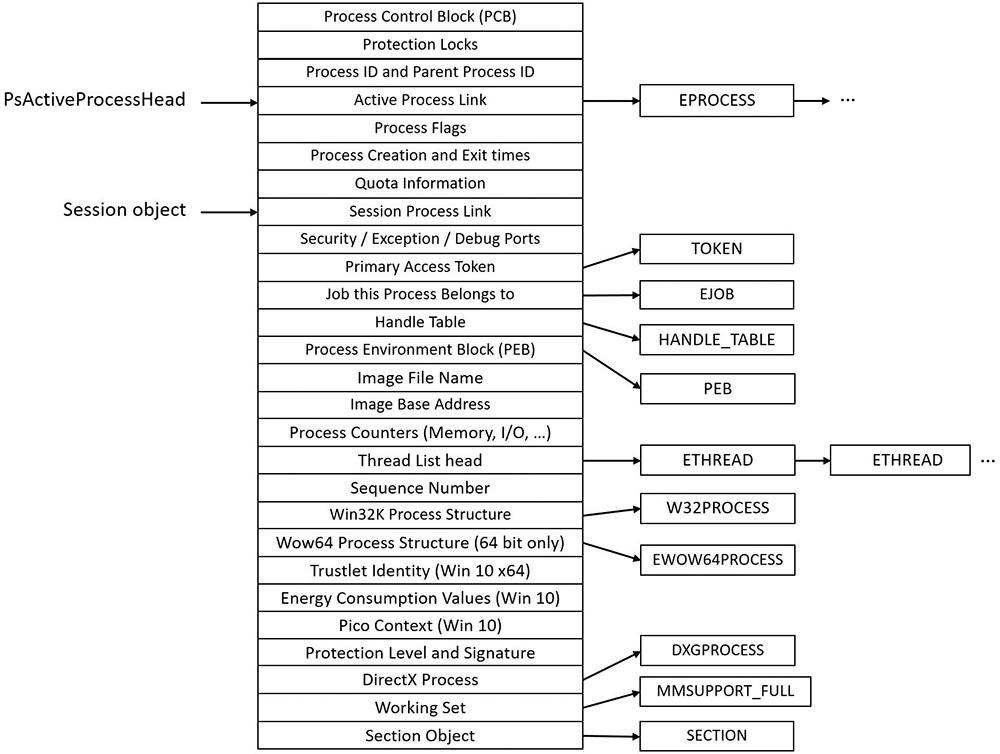 Process Control Block (PCB)
Protection Locks
Process ID and Parent Process ID
PsActiveProcessHead
Active Process Link
EPROCESS
...
Process Flags
Process Creation and Exit times
Quota Information
Session object
Session Process Link
Security / Exception / Debug Ports
TOKEN
Primary Access Token
Job this Process Belongs to
EJOB
Handle Table
HANDLE_TABLE
Process Environment Block (PEB)
PEB
Image File Name
Image Base Address
Process Counters (Memory, I/O, ...)
Thread List head
ETHREAD
ETHREAD
...
Sequence Number
Win32K Process Structure
W32PROCESS
Wow64 Process Structure (64 bit only)
EWOW64PROCESS
Trustlet Identity (Win 10 x64)
Energy Consumption Values (Win 10)
Pico Context (Win 10)
Protection Level and Signature
DXGPROCESS
DirectX Process
MMSUPPORT_FULL
Working Set
Section Object
SECTION